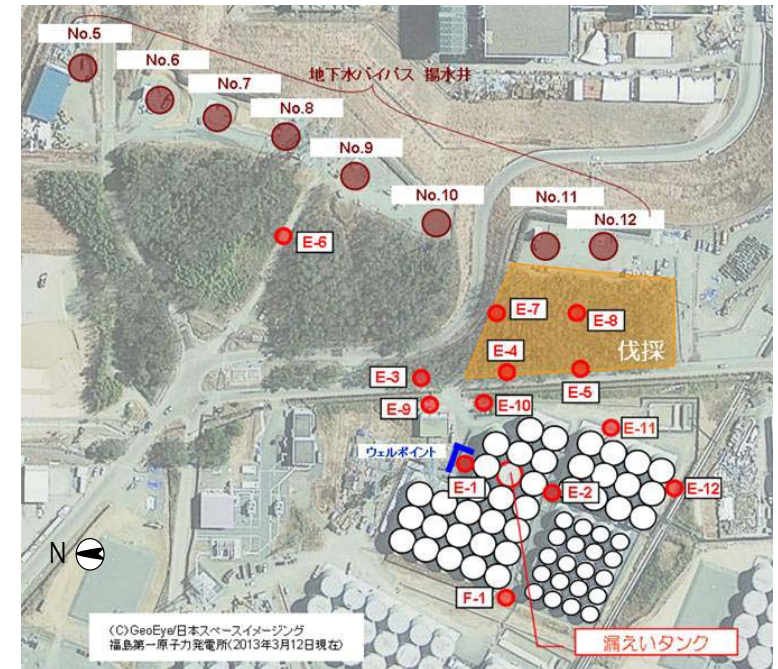 No.5
No.6
No.7
地下水バイパス 揚水井
No.8
No.9
No.10
No.11
No.12
E-6
E-7
E-8
伐採
E-4
E-3
E-5
E-9
E-10
E-11
ウェルポイント
E-1
E-2
E-12
N
F-1
(C)GeoEye/日本スペースイメージング
福島第一原子力発電所(2013年3月12日現在)
漏えいタンク